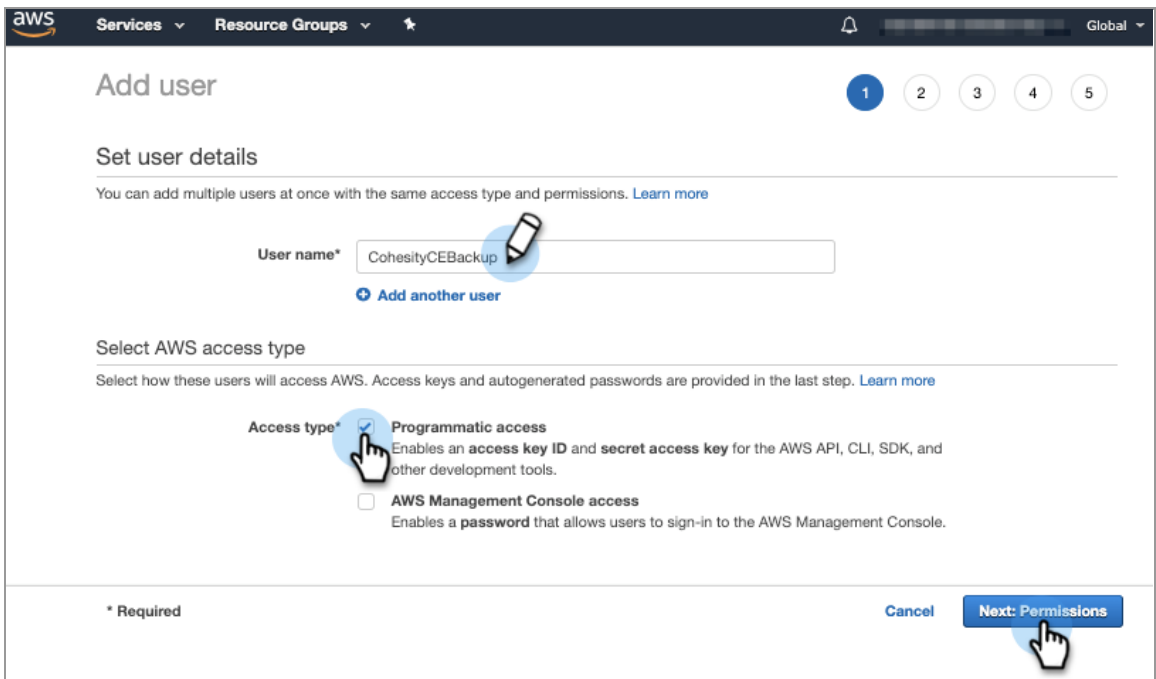 aws Services Resource Groups Global
Add user
1 2 3 4 5
Set user details
You can add multiple users at once with the same access type and permissions. Learn more
User name* CohesityCEBackup
Add another user
Select AWS access type
Select how these users will access AWS. Access keys and autogenerated passwords are provided in the last step. Learn more
Access type* Programmatic access
Enables an access key ID and secret access key for the AWS API, CLI, SDK, and
other development tools.
AWS Management Console access
Enables a password that allows users to sign-in to the AWS Management Console.
* Required Cancel Next: Permissions